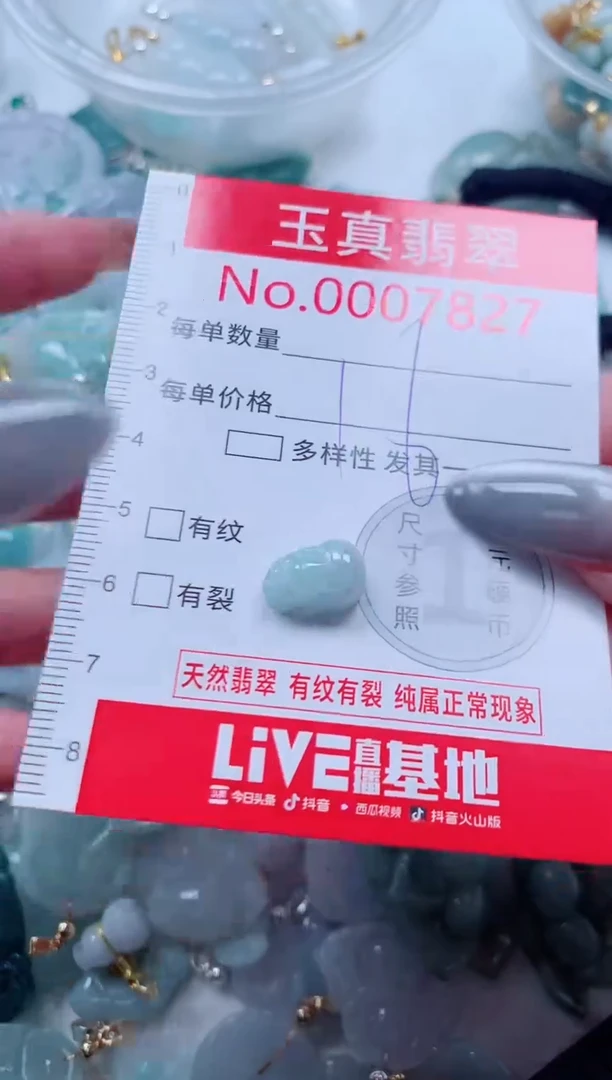 玉真翡翠
No.0007827
0
1
2
3
4
5
6
7
8
每单数量
每单价格
多样性 发其一
有纹
有裂
尺寸参照
天然翡翠 有纹有裂 纯属正常现象
LiVE直播基地
今日头条 抖音 西瓜视频 抖音火山版